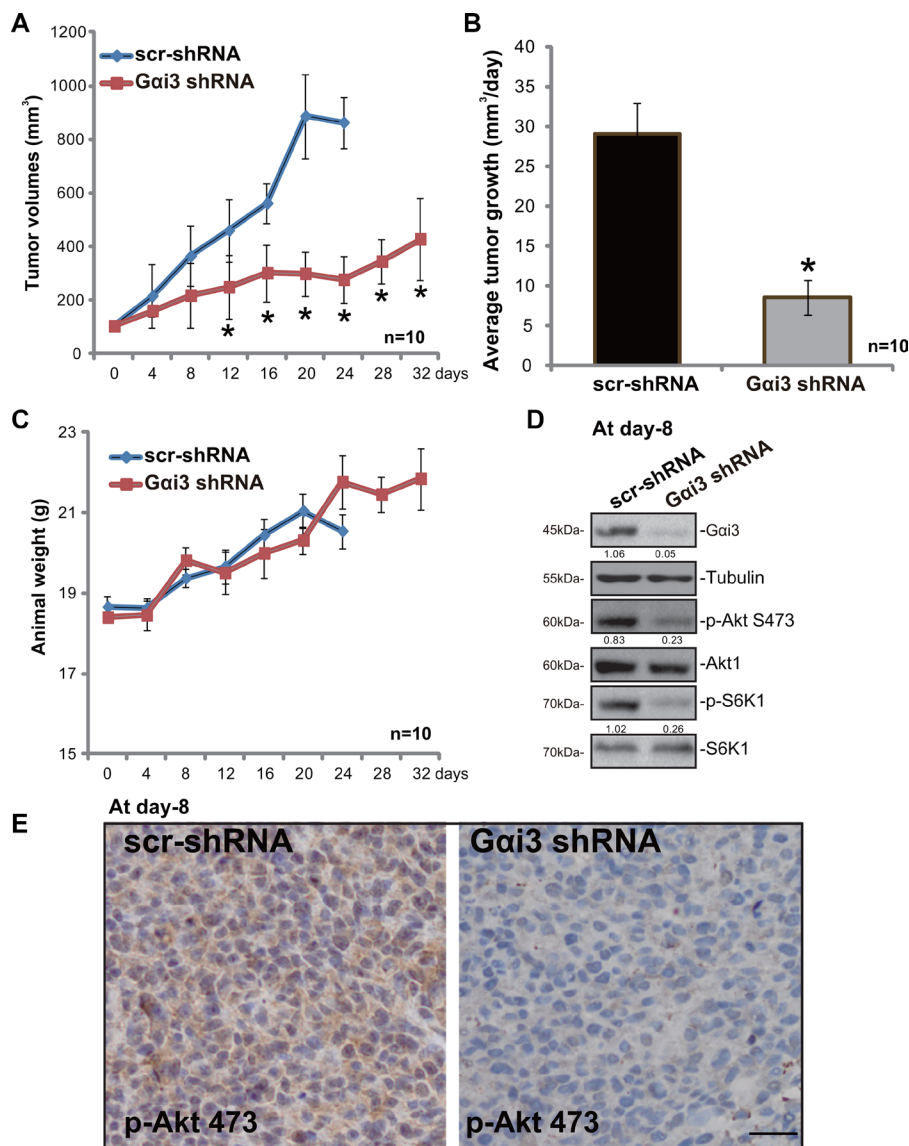 A
Tumor volumes (mm³)
1200
1000
800
600
400
200
0
scr-shRNA
Gαi3 shRNA
* * * * * *
n=10
0 4 8 12 16 20 24 28 32 days
B
Average tumor growth (mm³/day)
40
35
30
25
20
15
10
5
0
*
n=10
scr-shRNA Gαi3 shRNA
C
Animal weight (g)
23
21
19
17
15
scr-shRNA
Gαi3 shRNA
n=10
0 4 8 12 16 20 24 28 32 days
D
At day-8
scr-shRNA
Gαi3 shRNA
45kDa- -Gαi3
1.06 0.05
55kDa- -Tubulin
60kDa- -p-Akt S473
0.83 0.23
60kDa- -Akt1
70kDa- -p-S6K1
1.02 0.26
70kDa- -S6K1
E
At day-8
scr-shRNA Gαi3 shRNA
p-Akt 473 p-Akt 473